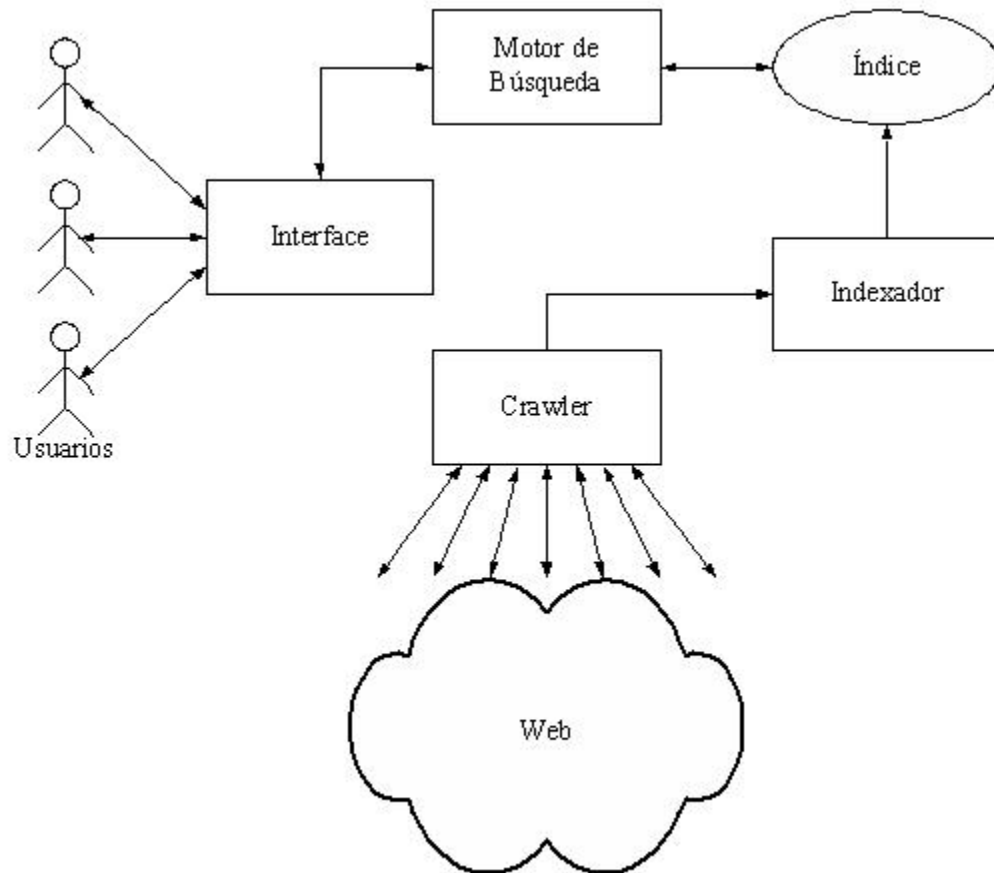 Motor de
Búsqueda
Índice
Interface
Indexador
Crawler
Usuarios
Web